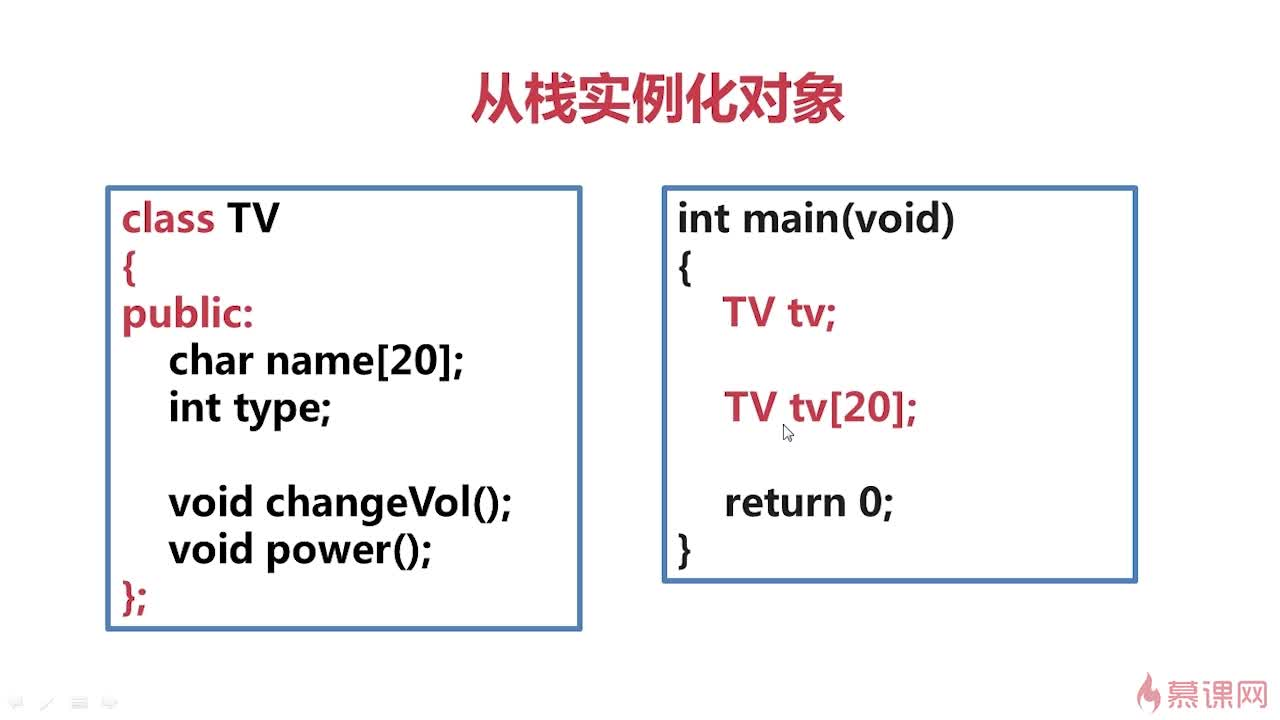 从栈实例化对象
class TV
{
public:
char name[20];
int type;
void changeVol();
void power();
};
int main(void)
{
TV tv;
TV tv[20];
return 0;
}
慕课网